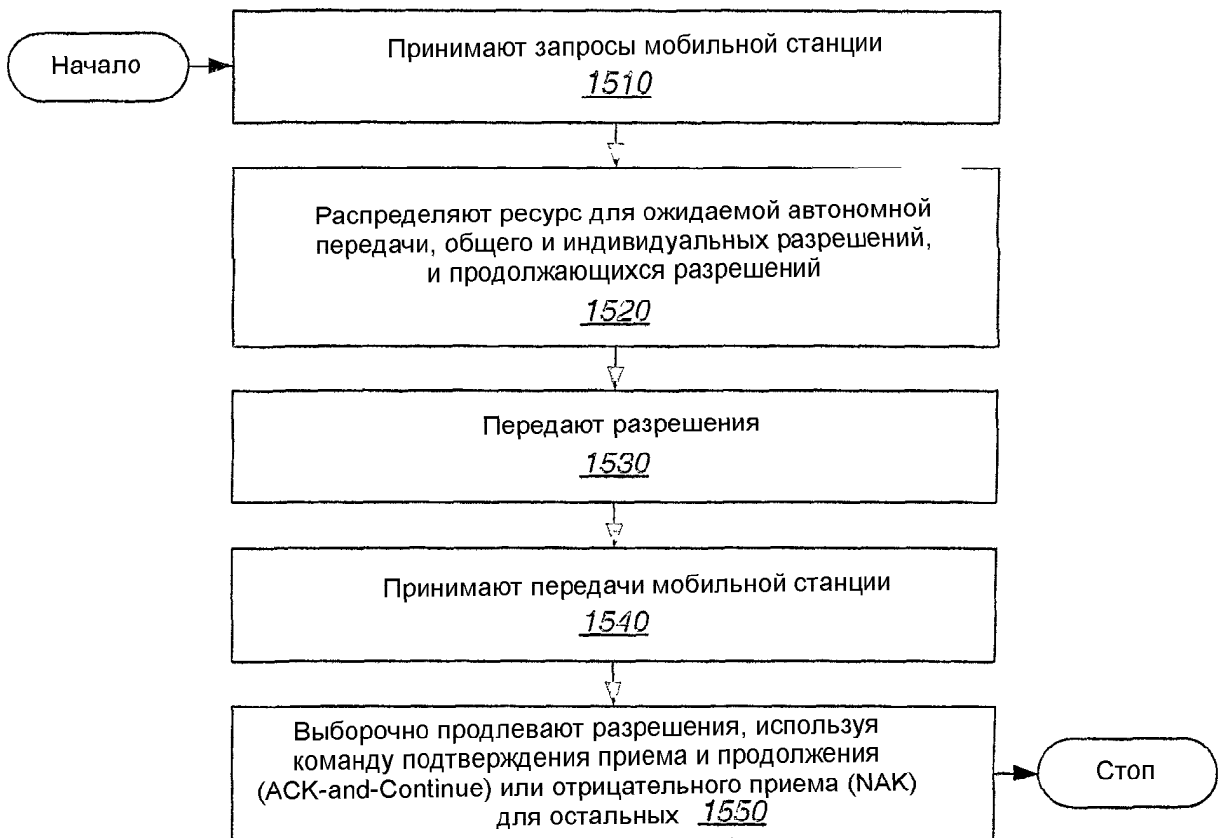 Начало
Принимают запросы мобильной станции
1510
Распределяют ресурс для ожидаемой автономной
передачи, общего и индивидуальных разрешений,
и продолжающихся разрешений
1520
Передают разрешения
1530
Принимают передачи мобильной станции
1540
Выборочно продлевают разрешения, используя
команду подтверждения приема и продолжения
(ACK-and-Continue) или отрицательного приема (NAK)
для остальных 1550
Стоп